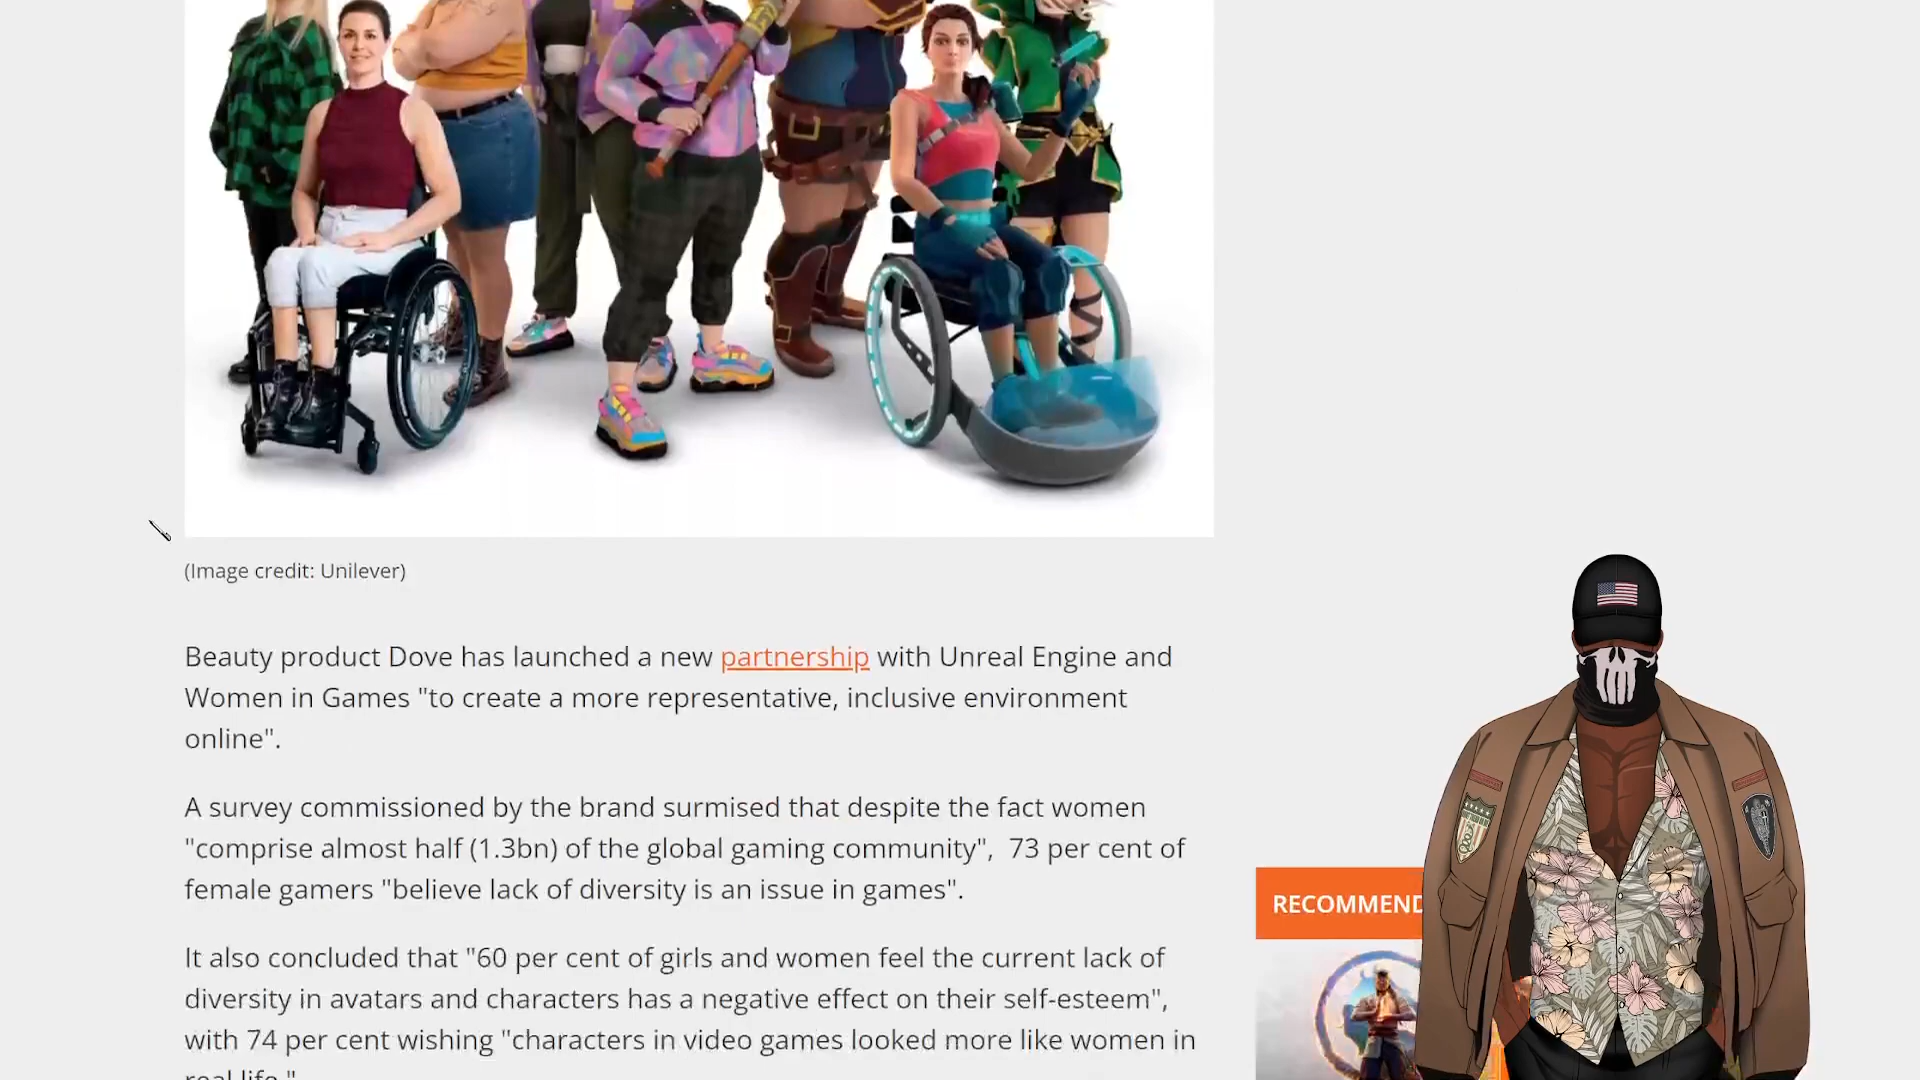 (Image credit: Unilever)
Beauty product Dove has launched a new partnership with Unreal Engine and
Women in Games "to create a more representative, inclusive environment
online".
A survey commissioned by the brand surmised that despite the fact women
"comprise almost half (1.3bn) of the global gaming community",  73 per cent of
female gamers "believe lack of diversity is an issue in games".
RECOMMEND
It also concluded that "60 per cent of girls and women feel the current lack of
diversity in avatars and characters has a negative effect on their self-esteem",
with 74 per cent wishing "characters in video games looked more like women in
real life."